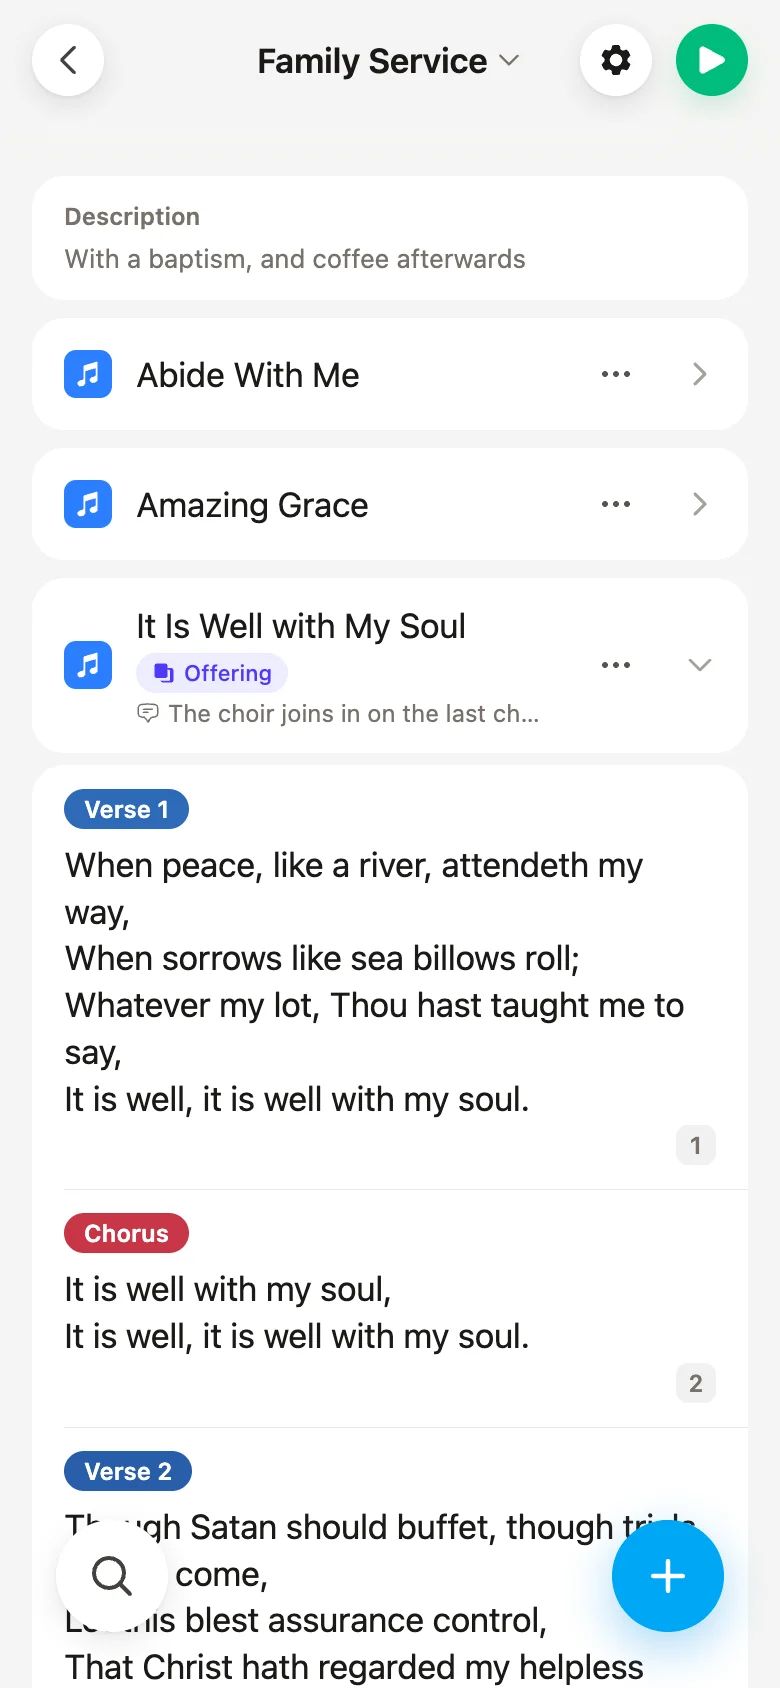 Family Service
Description
With a baptism, and coffee afterwards
Abide With Me
Amazing Grace
It Is Well with My Soul
Offering
The choir joins in on the last ch...
Verse 1
When peace, like a river, attendeth my
way,
When sorrows like sea billows roll;
Whatever my lot, Thou hast taught me to
say,
It is well, it is well with my soul.
1
Chorus
It is well with my soul,
It is well, it is well with my soul.
2
Verse 2
Though Satan should buffet, though trials
come,
this blest assurance control,
That Christ hath regarded my helpless